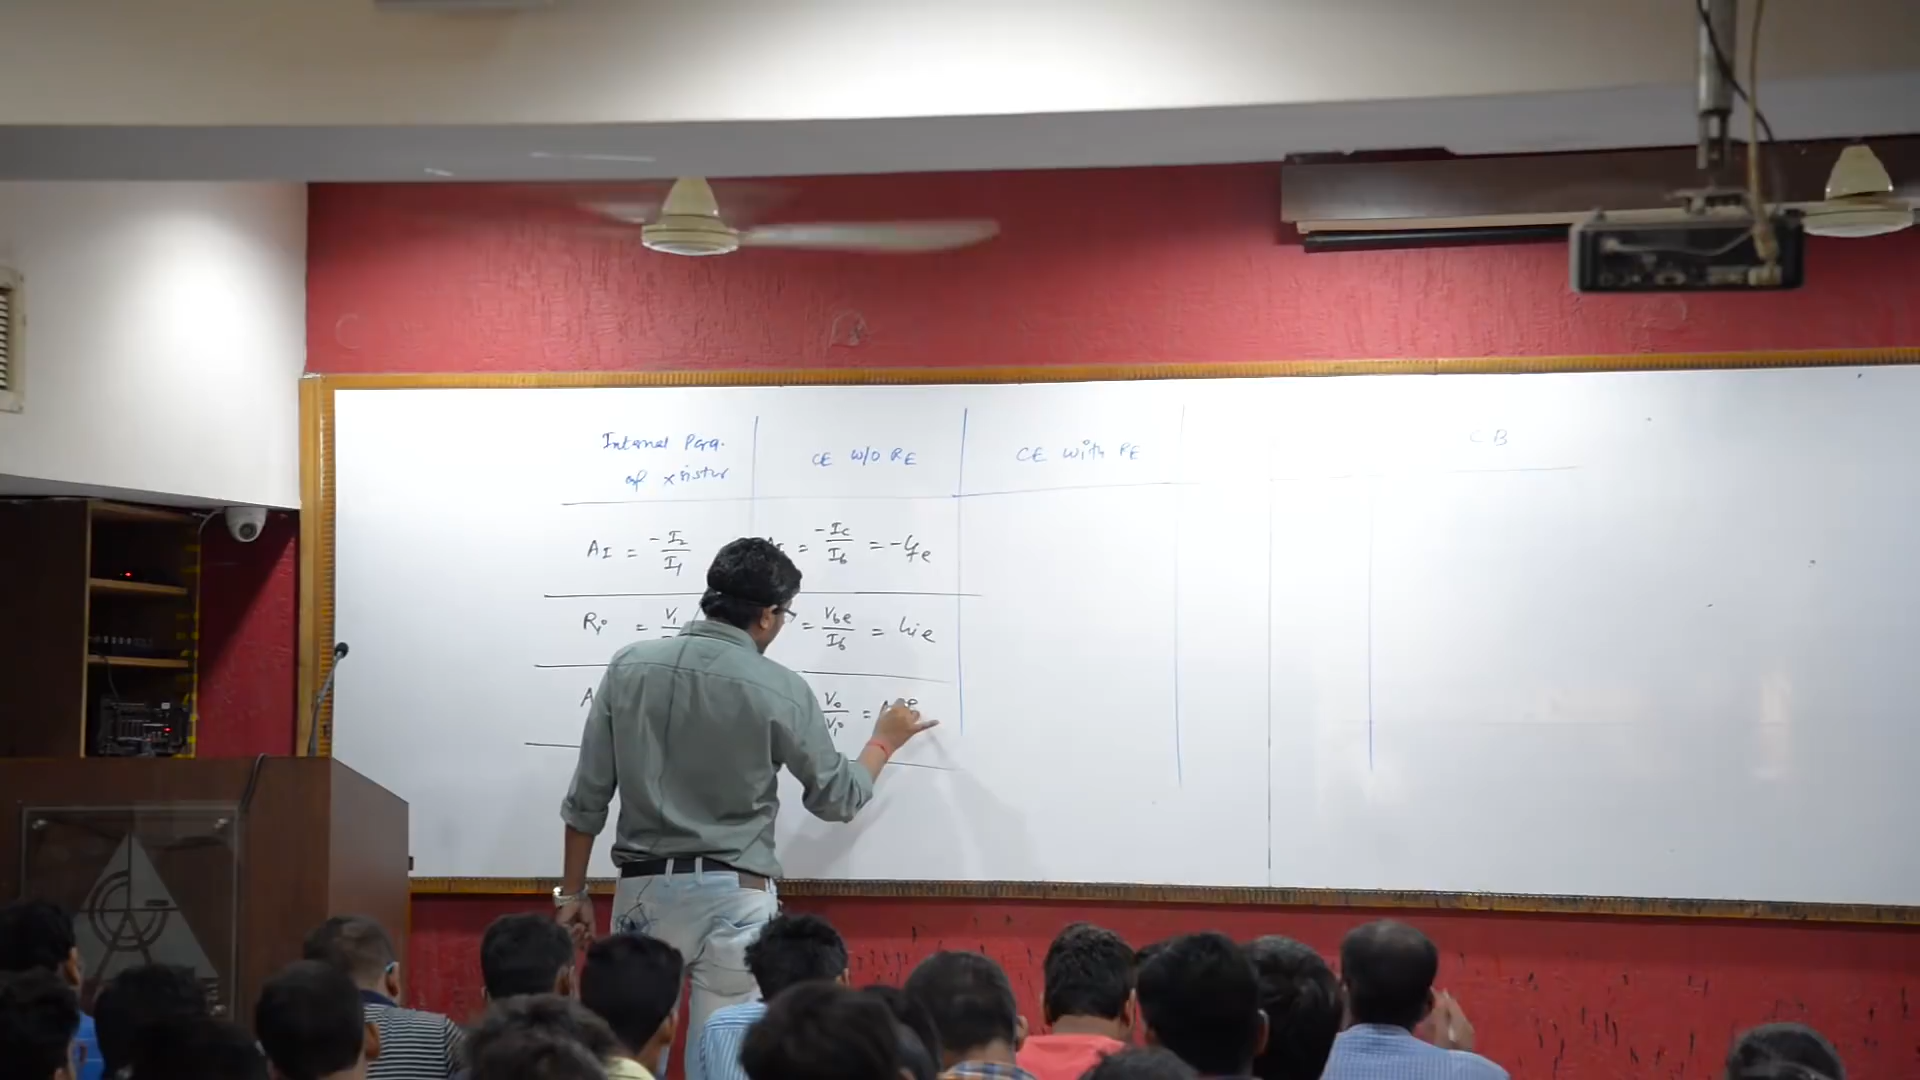 Internal Para.
of xsistor
CE w/o RE
CE with RE
CB
AI = -I2/I1
= -Ic/Ib = -hfe
Ri = V1
= Vbe/Ib = hie
A
Vo/Vi =